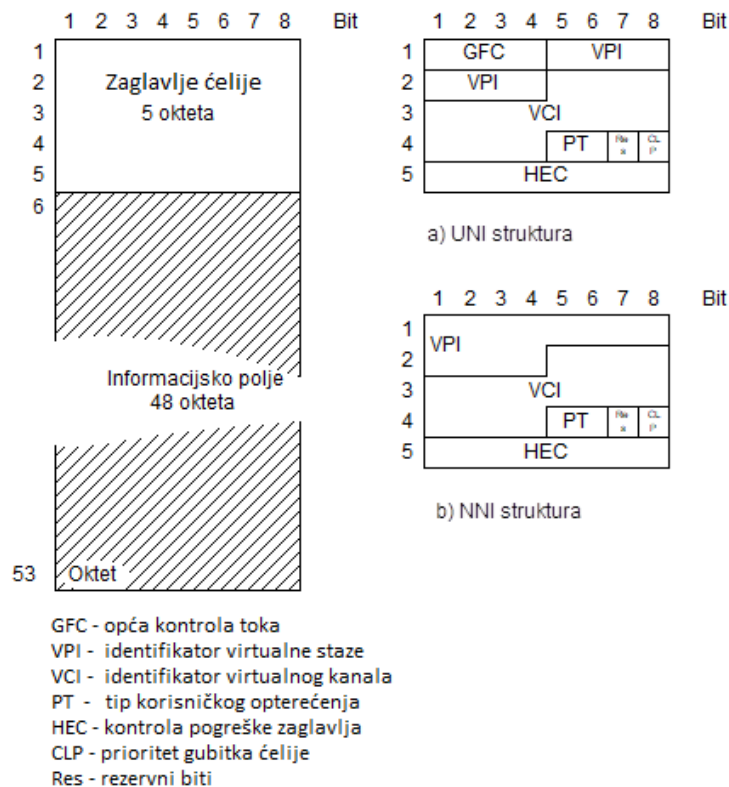 1 2 3 4 5 6 7 8 Bit
1
2 Zaglavlje ćelije
3 5 okteta
4
5
6
Informacijsko polje
48 okteta
53 Oktet
1 2 3 4 5 6 7 8 Bit
1 GFC VPI
2 VPI
3 VCI
4 PT Re s CL P
5 HEC
a) UNI struktura
1 2 3 4 5 6 7 8 Bit
1
VPI
2
3 VCI
4 PT Re s CL P
5 HEC
b) NNI struktura
GFC - opća kontrola toka
VPI - identifikator virtualne staze
VCI - identifikator virtualnog kanala
PT - tip korisničkog opterećenja
HEC - kontrola pogreške zaglavlja
CLP - prioritet gubitka ćelije
Res - rezervni biti